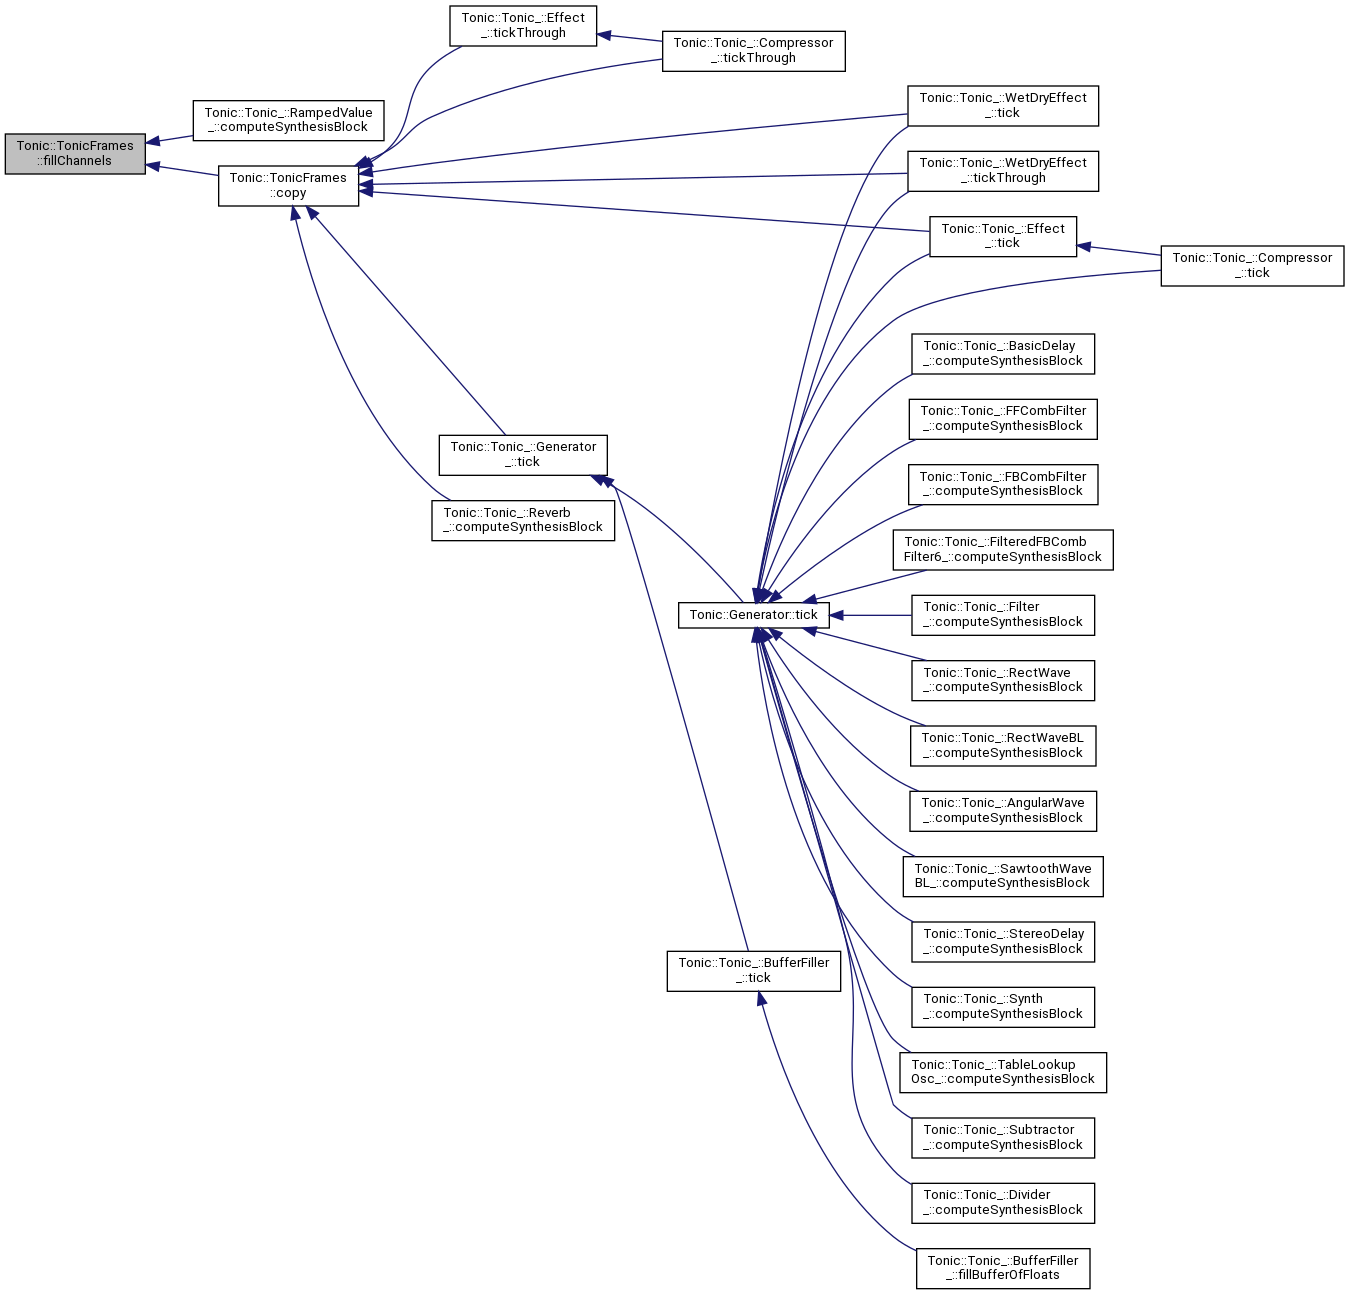 Tonic::Tonic_::Effect
_::tickThrough
Tonic::Tonic_::Compressor
_::tickThrough
Tonic::Tonic_::RampedValue
_::computeSynthesisBlock
Tonic::TonicFrames
::fillChannels
Tonic::TonicFrames
::copy
Tonic::Tonic_::WetDryEffect
_::tick
Tonic::Tonic_::WetDryEffect
_::tickThrough
Tonic::Tonic_::Effect
_::tick
Tonic::Tonic_::Compressor
_::tick
Tonic::Tonic_::BasicDelay
_::computeSynthesisBlock
Tonic::Tonic_::FFCombFilter
_::computeSynthesisBlock
Tonic::Tonic_::Generator
_::tick
Tonic::Tonic_::FBCombFilter
_::computeSynthesisBlock
Tonic::Tonic_::Reverb
_::computeSynthesisBlock
Tonic::Tonic_::FilteredFBComb
Filter6_::computeSynthesisBlock
Tonic::Generator::tick
Tonic::Tonic_::Filter
_::computeSynthesisBlock
Tonic::Tonic_::RectWave
_::computeSynthesisBlock
Tonic::Tonic_::RectWaveBL
_::computeSynthesisBlock
Tonic::Tonic_::AngularWave
_::computeSynthesisBlock
Tonic::Tonic_::SawtoothWave
BL_::computeSynthesisBlock
Tonic::Tonic_::StereoDelay
_::computeSynthesisBlock
Tonic::Tonic_::BufferFiller
_::tick
Tonic::Tonic_::Synth
_::computeSynthesisBlock
Tonic::Tonic_::TableLookup
Osc_::computeSynthesisBlock
Tonic::Tonic_::Subtractor
_::computeSynthesisBlock
Tonic::Tonic_::Divider
_::computeSynthesisBlock
Tonic::Tonic_::BufferFiller
_::fillBufferOfFloats